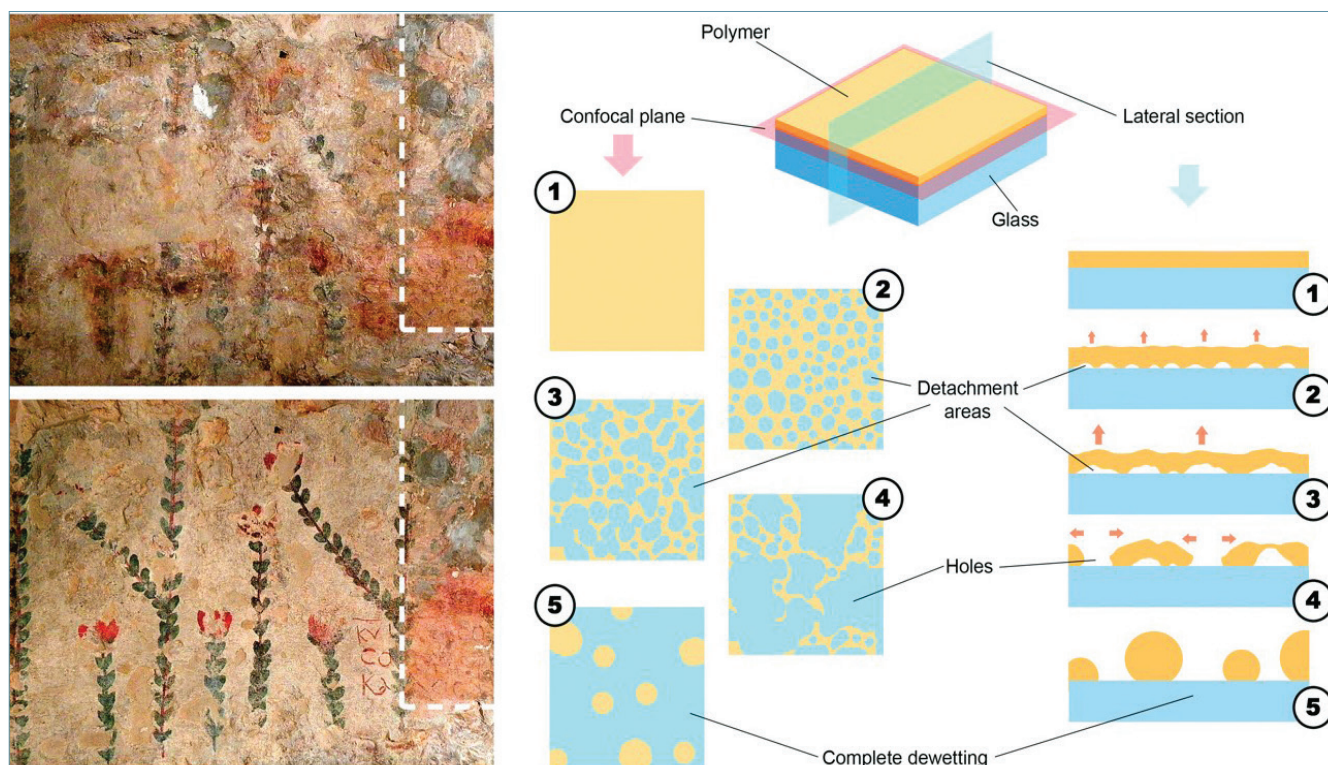 Polymer
Confocal plane
Lateral section
Glass
1
2
Detachment
areas
3
4
Holes
5
Complete dewetting
1
2
3
4
5